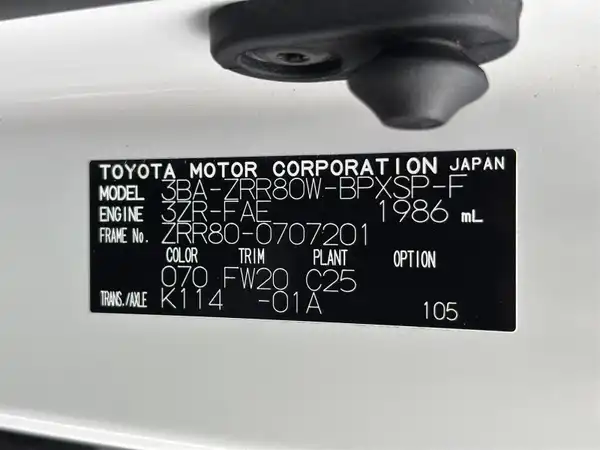 TOYOTA MOTOR CORPORATION JAPAN
MODEL 3BA-ZRR80W-BPXSP-F
ENGINE 3ZR-FAE 1986 mL
FRAME No. ZRR80-0707201
COLOR TRIM PLANT OPTION
070 FW20 C25
TRANS./AXLE K114 -01A
105